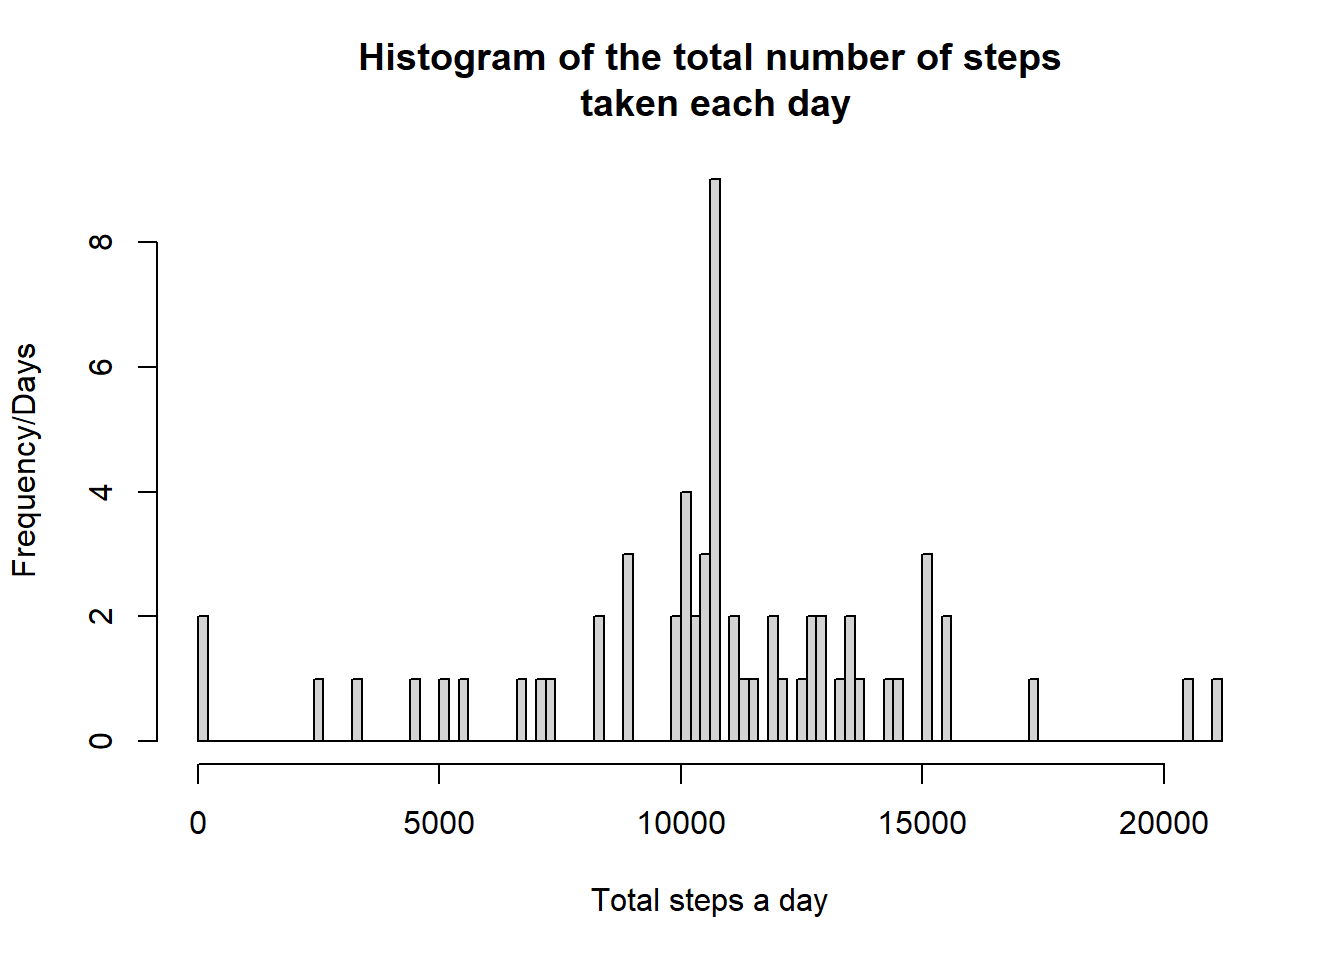 Histogram of the total number of steps
taken each day
Frequency/Days
8
6
4
2
0
0 5000 10000 15000 20000
Total steps a day